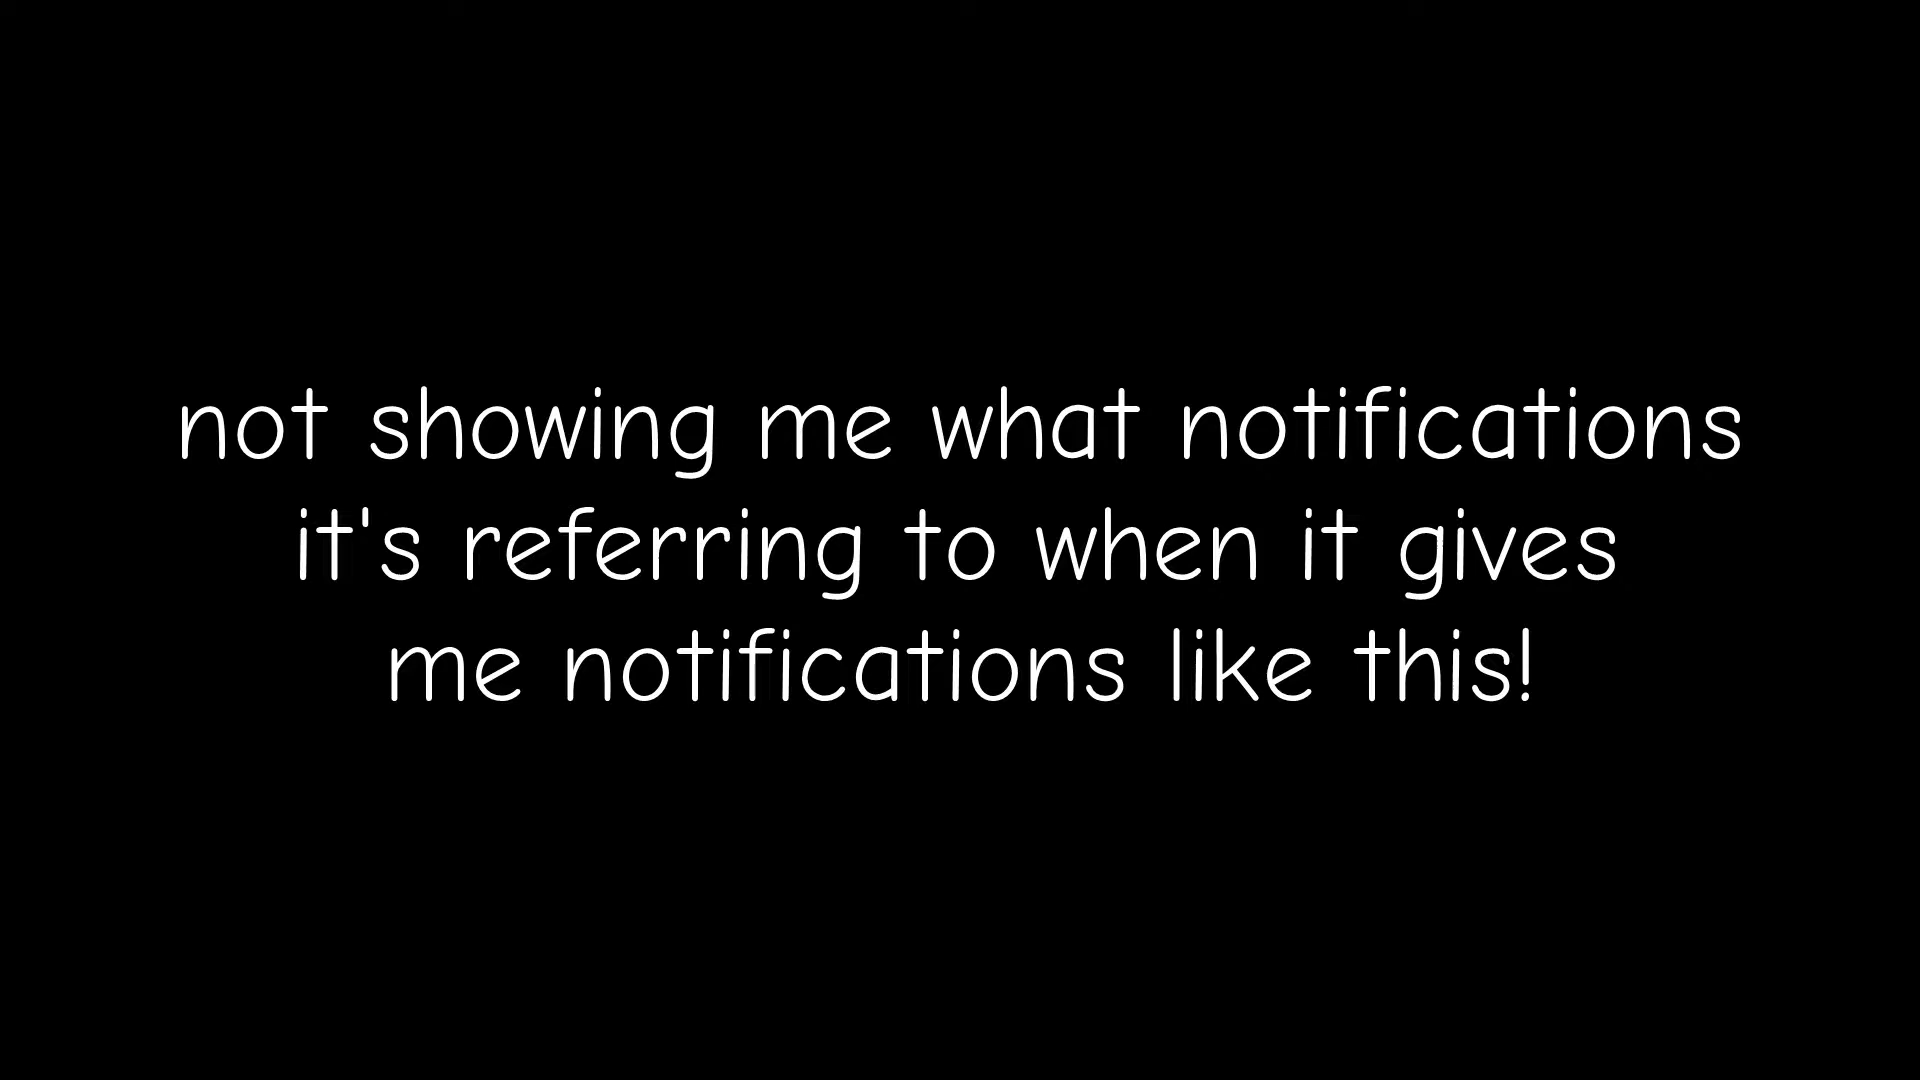 not showing me what notifications
it's referring to when it gives
me notifications like this!